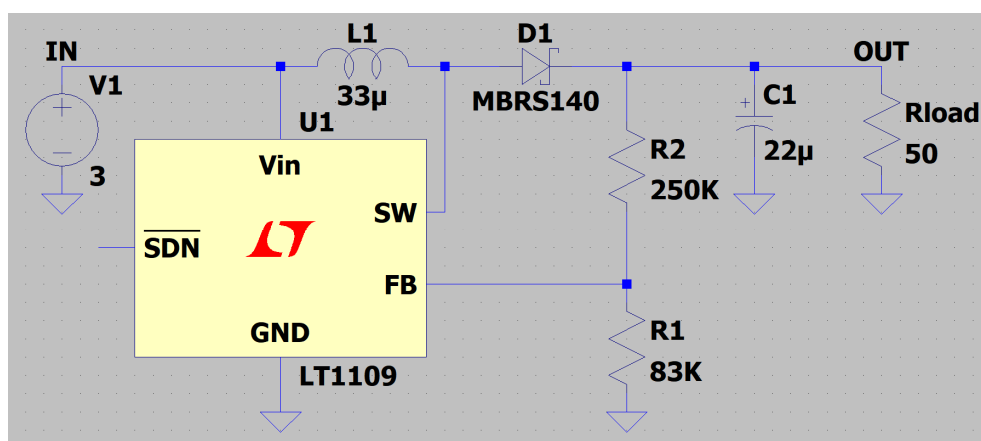 IN
L1
D1
OUT
V1
33µ
MBRS140
C1
U1
Rload
+
Vin
R2
22µ
50
3
250K
SW
SDN
FB
GND
R1
LT1109
83K